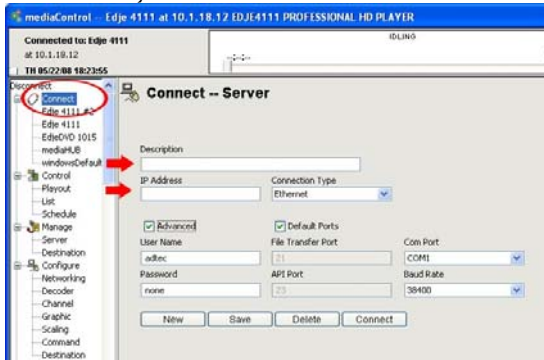 mediaControl -- Edje 4111 at 10.1.18.12 EDJE4111 PROFESSIONAL HD PLAYER
Connected to: Edje 4111
at 10.1.18.12
TH 05/22/08 18:23:55
IDLING
--:--:--
Disconnect
Connect
Edje 4111 #2
Edje 4111
EdjeDVD 1015
mediaHUB
windowsDefault
Control
Playout
List
Schedule
Manage
Server
Destination
Configure
Networking
Decoder
Channel
Graphic
Scaling
Command
Destination
Connect -- Server
Description
IP Address
Connection Type
Ethernet
Advanced
Default Ports
User Name
File Transfer Port
Com Port
adtec
21
COM1
Password
API Port
Baud Rate
none
23
38400
New
Save
Delete
Connect